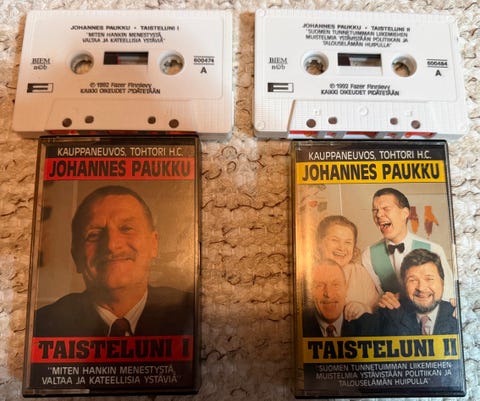 JOHANNES PAUKKU • TAISTELUNI I
"MITEN HANKIN MENESTYSTÄ,
VALTAA JA KATEELLISIA YSTÄVIÄ"
BIEM
n©b
600474
A
℗ 1992 Fazer Finnlevy
KAIKKI OIKEUDET PIDÄTETÄÄN
JOHANNES PAUKKU • TAISTELUNI II
"SUOMEN TUNNETUIMMAN LIIKEMIEHEN
MUISTELMIA YSTÄVISTÄÄN POLITIIKAN JA
TALOUSELÄMÄN HUIPULLA"
BIEM
n©b
600484
A
℗ 1992 Fazer Finnlevy
KAIKKI OIKEUDET PIDÄTETÄÄN
KAUPPANEUVOS, TOHTORI H.C.
JOHANNES PAUKKU
TAISTELUNI I
"MITEN HANKIN MENESTYSTÄ,
VALTAA JA KATEELLISIA YSTÄVIÄ"
KAUPPANEUVOS, TOHTORI H.C.
JOHANNES PAUKKU
TAISTELUNI II
"SUOMEN TUNNETUIMMAN LIIKEMIEHEN
MUISTELMIA YSTÄVISTÄÄN POLITIIKAN JA
TALOUSELÄMÄN HUIPULLA"